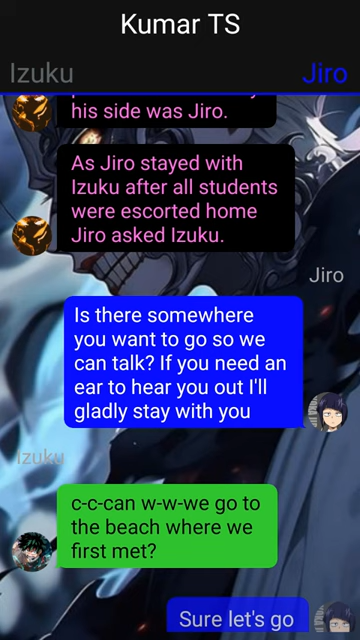 Kumar TS
Izuku
Jiro
his side was Jiro.
As Jiro stayed with
Izuku after all students
were escorted home
Jiro asked Izuku.
Jiro
Is there somewhere
you want to go so we
can talk? If you need an
ear to hear you out I'll
gladly stay with you
Izuku
c-c-can w-w-we go to
the beach where we
first met?
Sure let's go